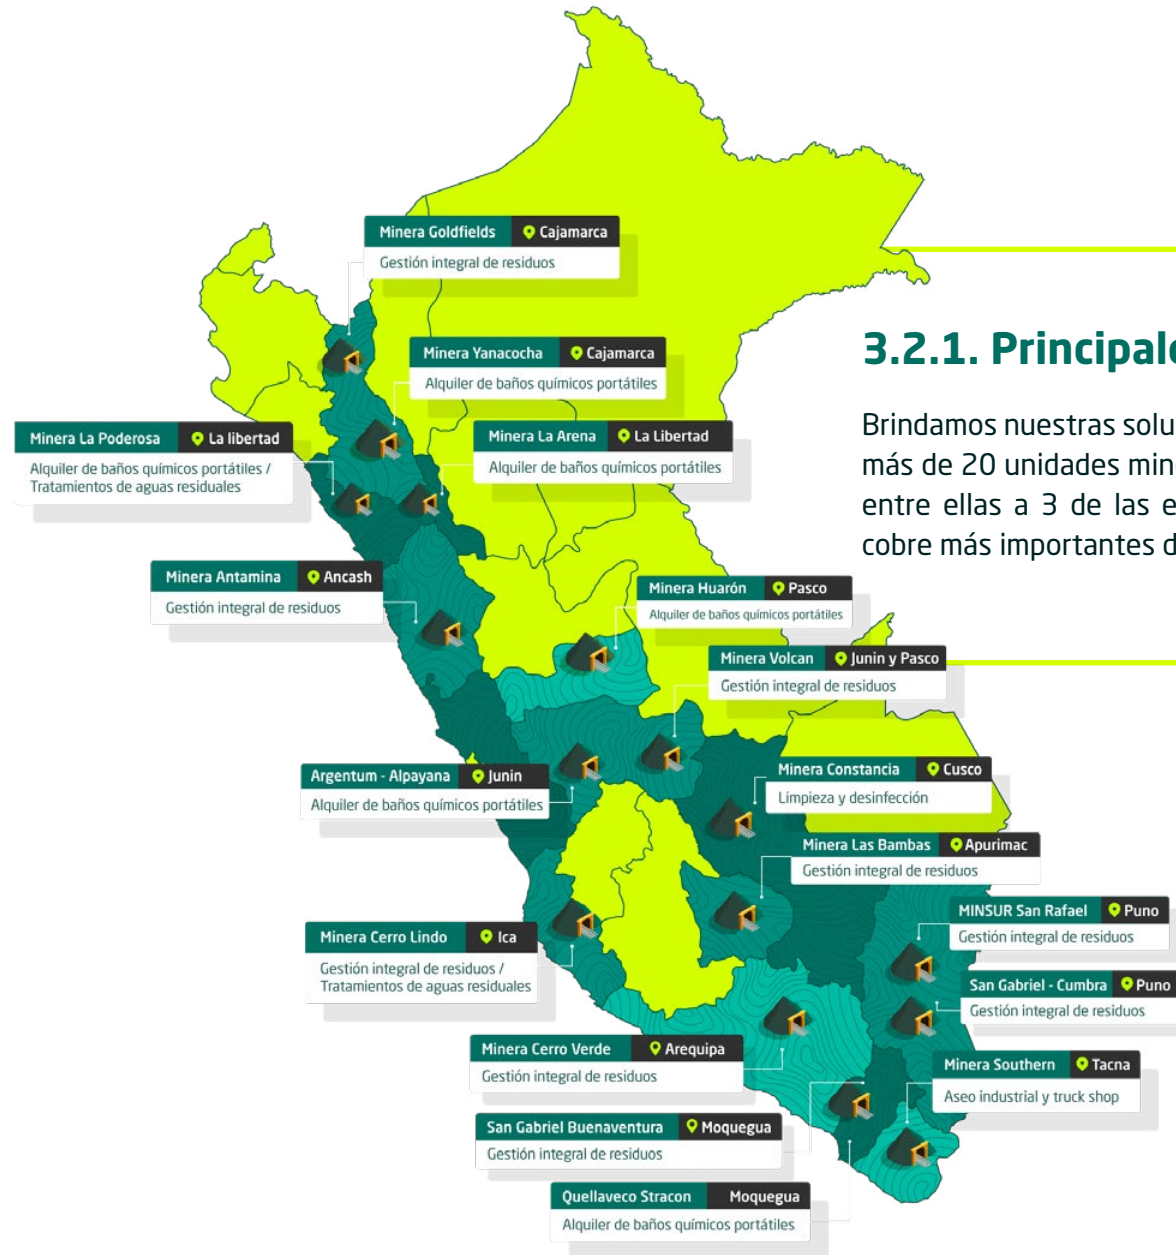 Minera Goldfields Cajamarca
Gestión integral de residuos
Minera Yanacocha Cajamarca
Alquiler de baños químicos portátiles
Minera La Poderosa La libertad
Alquiler de baños químicos portátiles /
Tratamientos de aguas residuales
Minera La Arena La Libertad
Alquiler de baños químicos portátiles
3.2.1. Principal
Brindamos nuestras solu
más de 20 unidades min
entre ellas a 3 de las e
cobre más importantes d
Minera Antamina Ancash
Gestión integral de residuos
Minera Huarón Pasco
Alquiler de baños químicos portátiles
Minera Volcan Junin y Pasco
Gestión integral de residuos
Argentum - Alpayana Junin
Alquiler de baños químicos portátiles
Minera Constancia Cusco
Limpieza y desinfección
Minera Las Bambas Apurimac
Gestión integral de residuos
Minera Cerro Lindo Ica
Gestión integral de residuos /
Tratamientos de aguas residuales
MINSUR San Rafael Puno
Gestión integral de residuos
San Gabriel - Cumbra Puno
Gestión integral de residuos
Minera Cerro Verde Arequipa
Gestión integral de residuos
Minera Southern Tacna
Aseo industrial y truck shop
San Gabriel Buenaventura Moquegua
Gestión integral de residuos
Quellaveco Stracon Moquegua
Alquiler de baños químicos portátiles